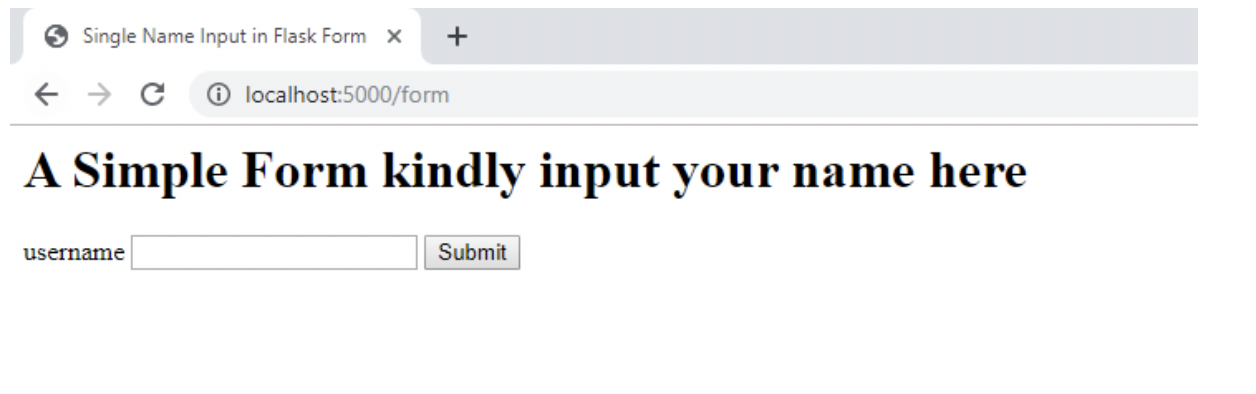 Single Name Input in Flask Form
localhost:5000/form
A Simple Form kindly input your name here
username Submit